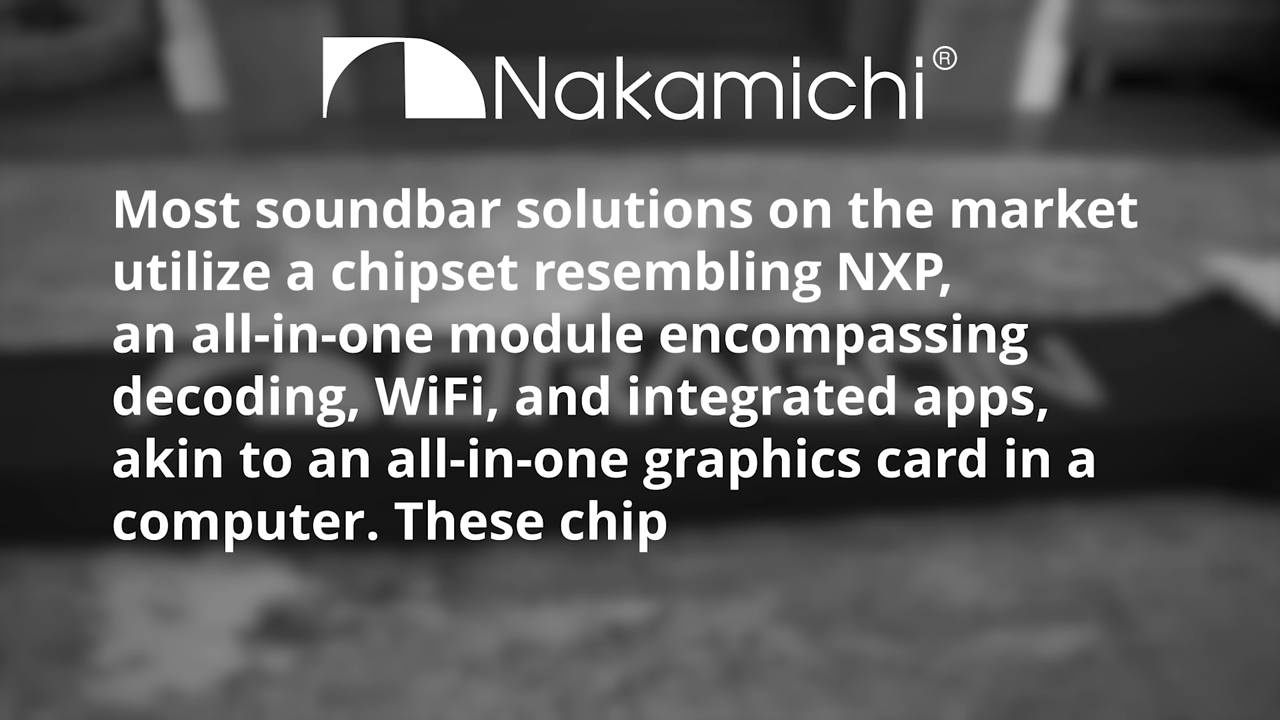 Nakamichi®
Most soundbar solutions on the market
utilize a chipset resembling NXP,
an all-in-one module encompassing
decoding, WiFi, and integrated apps,
akin to an all-in-one graphics card in a
computer. These chip